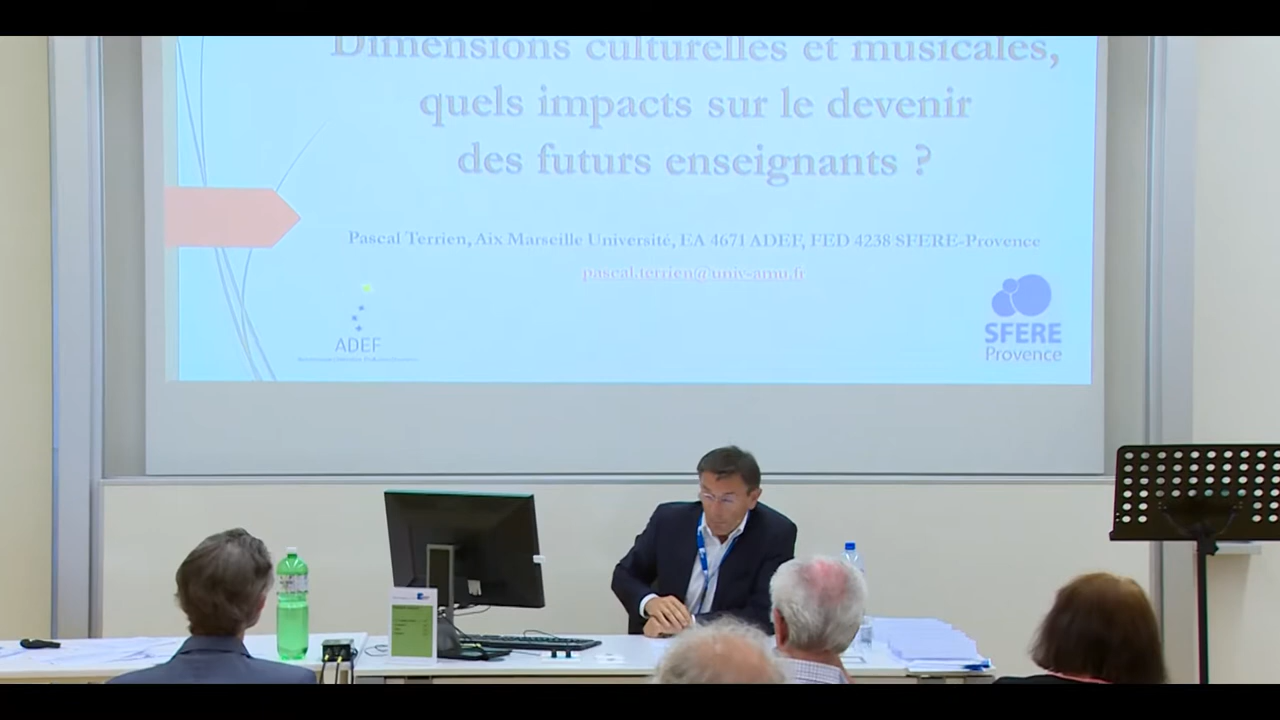 Dimensions culturelles et musicales,
quels impacts sur le devenir
des futurs enseignants ?
Pascal Terrien, Aix Marseille Université, EA 4671 ADEF, FED 4238 SFERE-Provence
pascal.terrien@univ-amu.fr
ADEF
SFERE
Provence